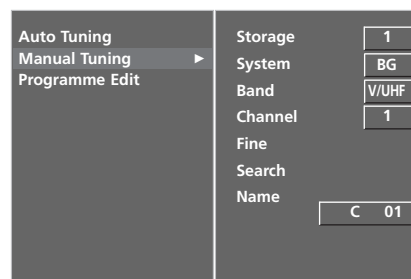 Auto Tuning
Manual Tuning ►
Programme Edit
Storage 1
System BG
Band V/UHF
Channel 1
Fine
Search
Name
C 01